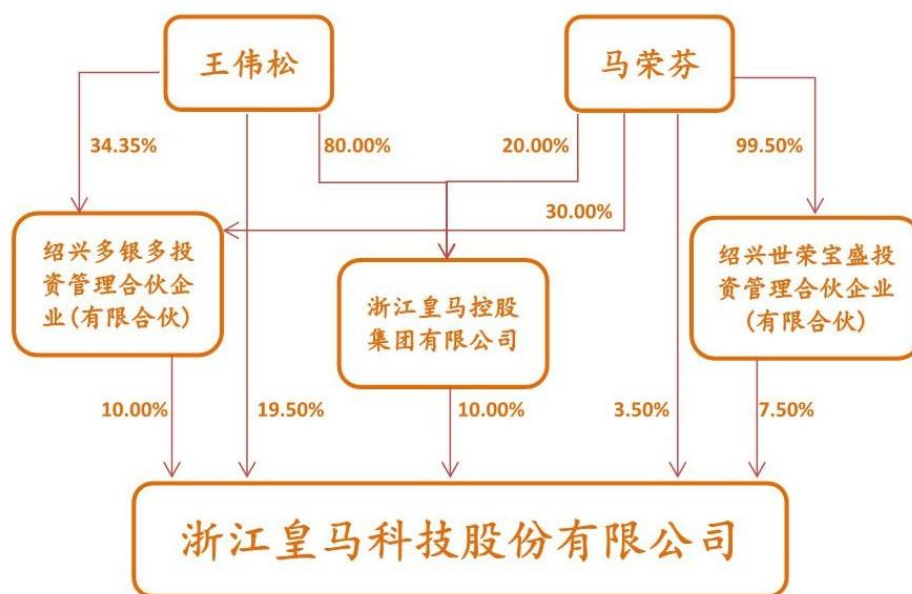 王伟松
马荣芬
34.35%
80.00%
20.00%
99.50%
30.00%
绍兴多银多投
资管理合伙企
业(有限合伙)
浙江皇马控股
集团有限公司
绍兴世荣宝盛投
资管理合伙企业
(有限合伙)
10.00%
19.50%
10.00%
3.50%
7.50%
浙江皇马科技股份有限公司